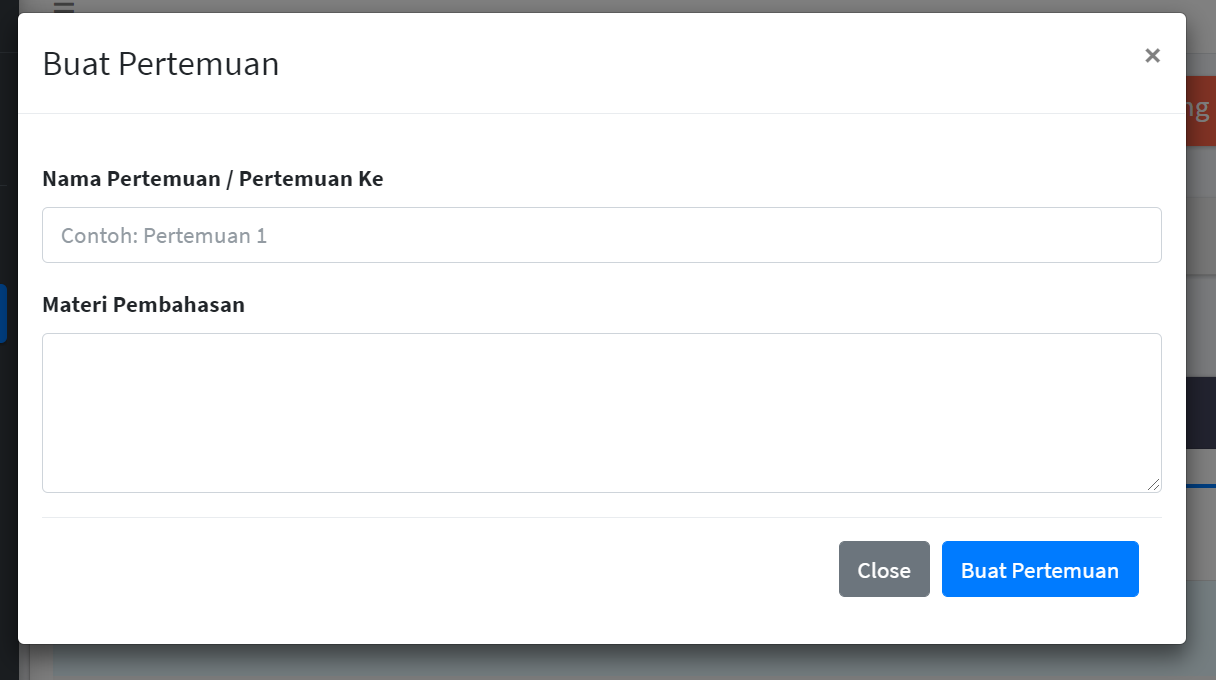 Buat Pertemuan
×
Nama Pertemuan / Pertemuan Ke
Contoh: Pertemuan 1
Materi Pembahasan
Close
Buat Pertemuan